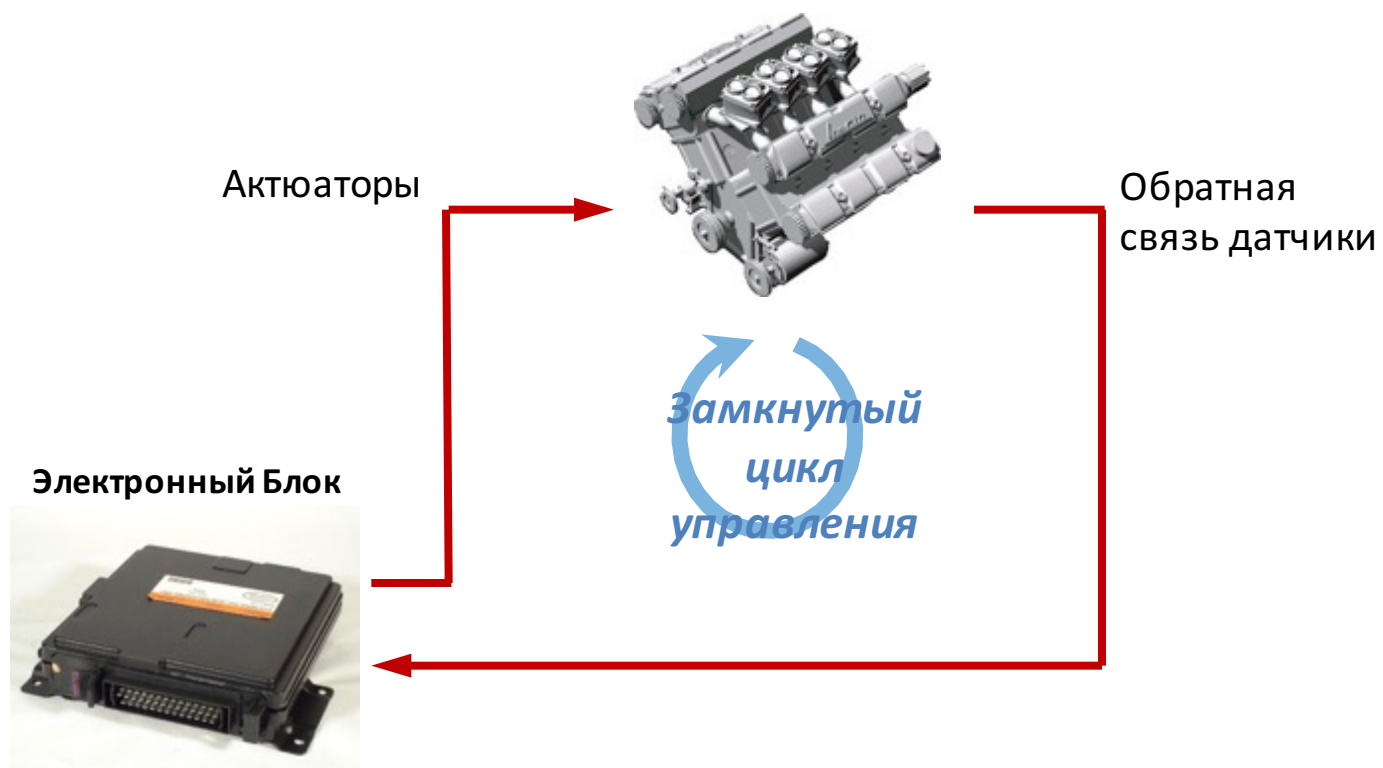 Актюаторы
Обратная
связь датчики
Замкнутый
цикл
управления
Электронный Блок